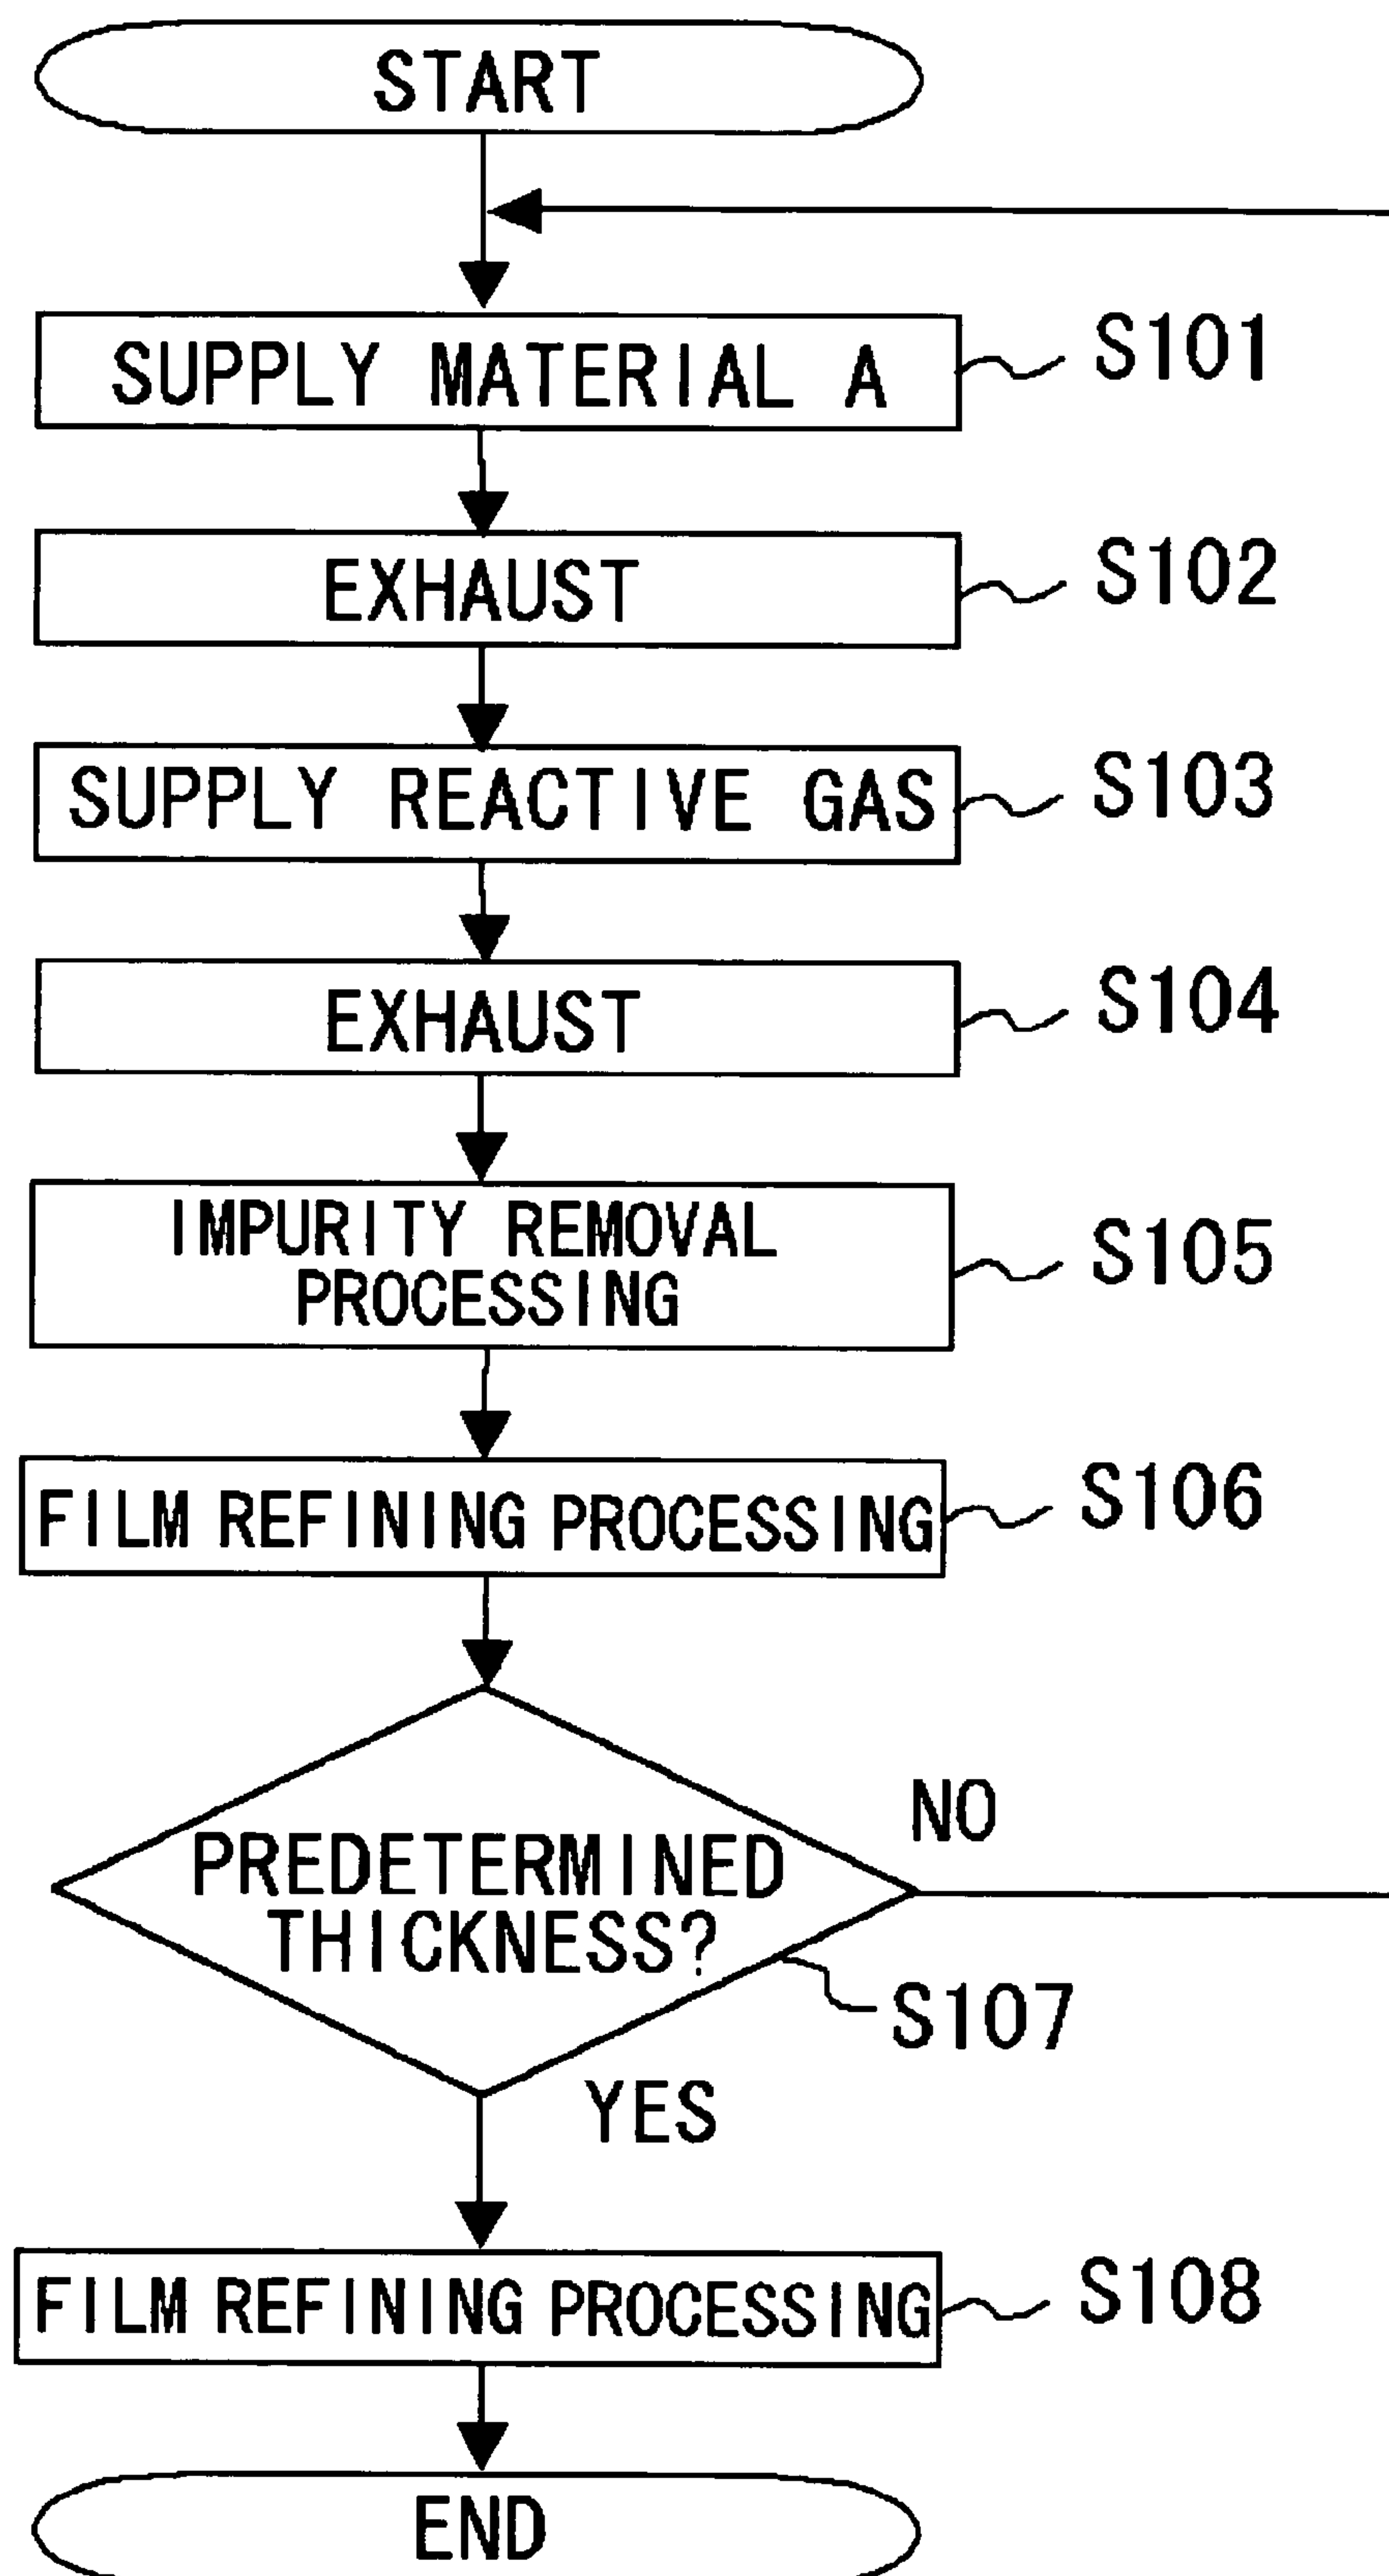 START
SUPPLY MATERIAL A
S101
EXHAUST
S102
SUPPLY REACTIVE GAS
S103
EXHAUST
S104
IMPURITY REMOVAL
PROCESSING
S105
FILM REFINING PROCESSING
S106
NO
PREDETERMINED
THICKNESS?
S107
YES
FILM REFINING PROCESSING
S108
END